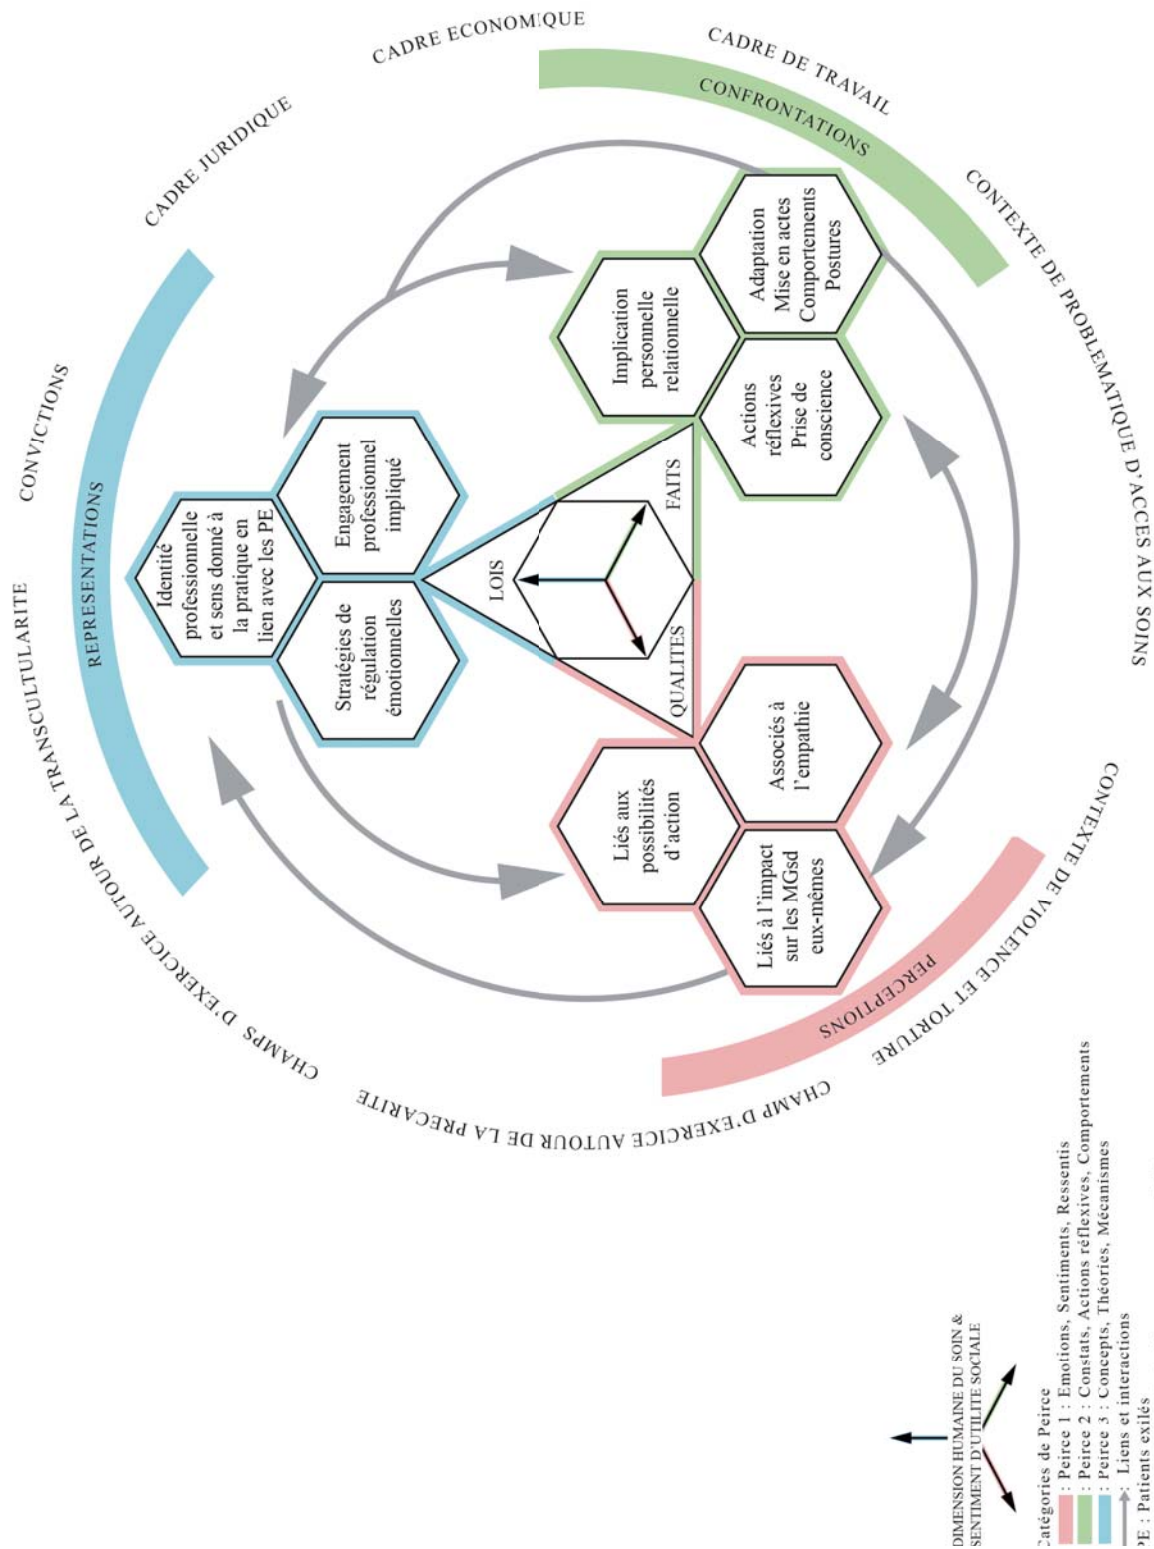 CHAMPS D'EXERCICE AUTOUR DE LA TRANSCULTURALITE
CONVICTIONS
CADRE JURIDIQUE
CADRE ECONOMIQUE
CADRE DE TRAVAIL
CONTEXTE DE PROBLEMATIQUE D'ACCES AUX SOINS
CONTEXTE DE VIOLENCE ET TORTURE
CHAMP D'EXERCICE AUTOUR DE LA PRECARITE
REPRESENTATIONS
Identité
professionnelle
et sens donné à
la pratique en
lien avec les PE
Stratégies de
régulation
émotionnelles
Engagement
professionnel
impliqué
LOIS
QUALITES
FAITS
CONFRONTATIONS
Implication
personnelle
relationnelle
Actions
réflexives
Prise de
conscience
Adaptation
Mise en actes
Comportements
Postures
PERCEPTIONS
Liés aux
possibilités
d'action
Liés à l'impact
sur les MGsd
eux-mêmes
Associés à
l'empathie
DIMENSION HUMAINE DU SOIN &
SENTIMENT D'UTILITE SOCIALE
Catégories de Peirce
: Peirce 1 : Emotions, Sentiments, Ressentis
: Peirce 2 : Constats, Actions réflexives, Comportements
: Peirce 3 : Concepts, Théories, Mécanismes
: Liens et interactions
PE : Patients exilés